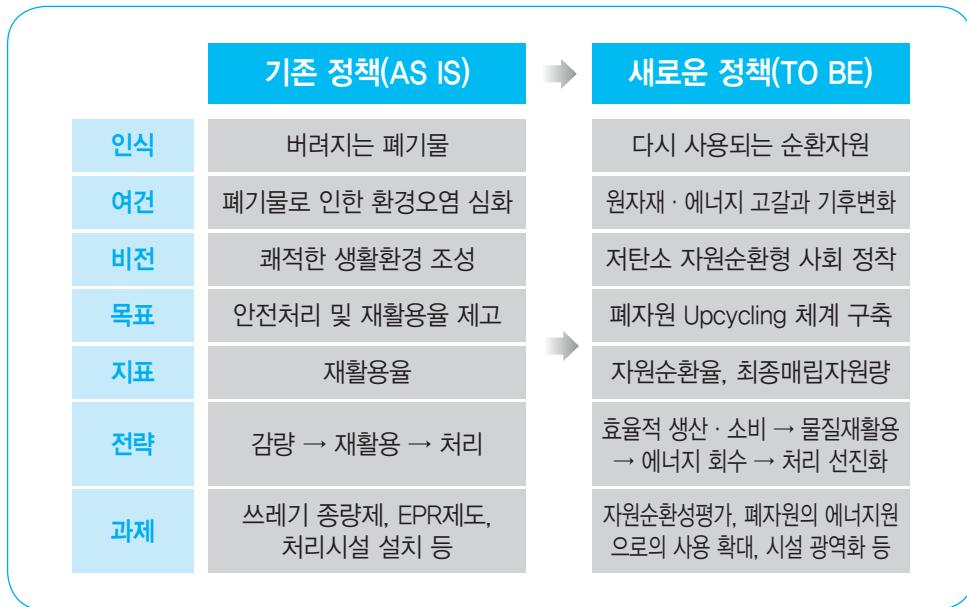 기존 정책(AS IS) 새로운 정책(TO BE)
인식 버려지는 폐기물 다시 사용되는 순환자원
여건 폐기물로 인한 환경오염 심화 원자재 · 에너지 고갈과 기후변화
비전 쾌적한 생활환경 조성 저탄소 자원순환형 사회 정착
목표 안전처리 및 재활용율 제고 폐자원 Upcycling 체계 구축
지표 재활용율 자원순환율, 최종매립자원량
전략 감량 → 재활용 → 처리 효율적 생산 · 소비 → 물질재활용
→ 에너지 회수 → 처리 선진화
과제 쓰레기 종량제, EPR제도, 자원순환성평가, 폐자원의 에너지원
처리시설 설치 등 으로의 사용 확대, 시설 광역화 등